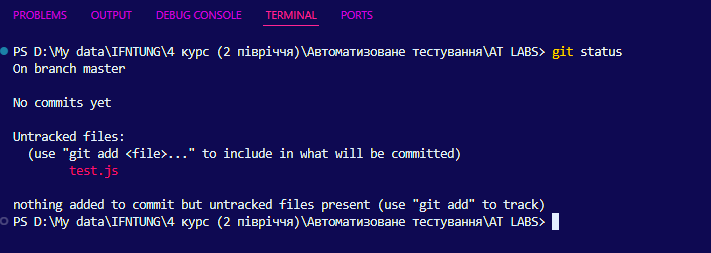 PROBLEMS OUTPUT DEBUG CONSOLE TERMINAL PORTS
PS D:\My data\IFNTUNG\4 курс (2 півріччя)\Автоматизоване тестування\AT LABS> git status
On branch master
No commits yet
Untracked files:
(use "git add <file>..." to include in what will be committed)
test.js
nothing added to commit but untracked files present (use "git add" to track)
PS D:\My data\IFNTUNG\4 курс (2 півріччя)\Автоматизоване тестування\AT LABS>